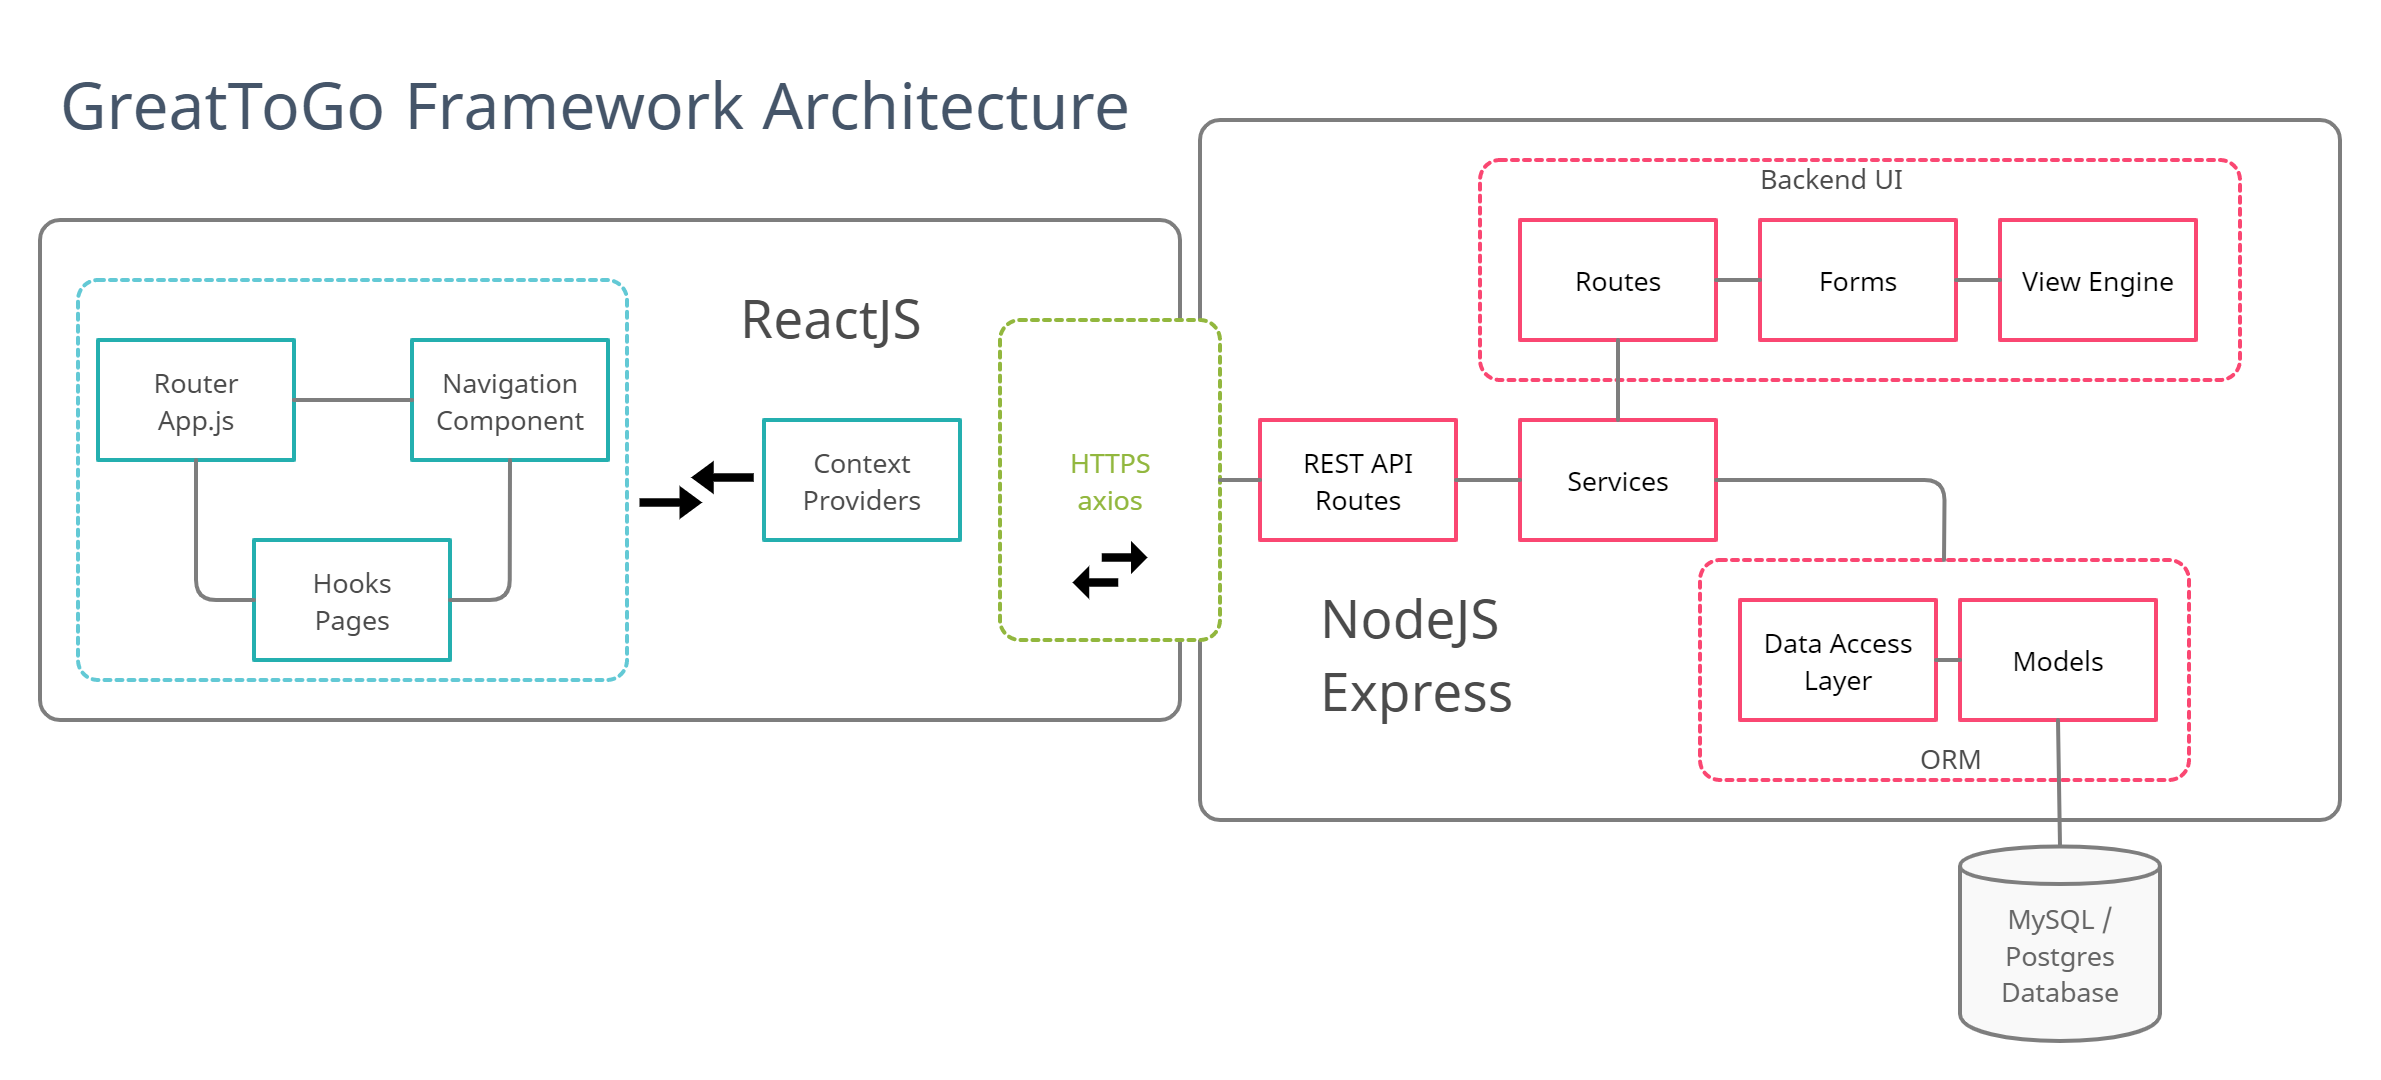 GreatToGo Framework Architecture
ReactJS
Router
App.js
Navigation
Component
Hooks
Pages
Context
Providers
HTTPS
axios
Backend UI
Routes
Forms
View Engine
REST API
Routes
Services
NodeJS
Express
Data Access
Layer
Models
ORM
MySQL /
Postgres
Database